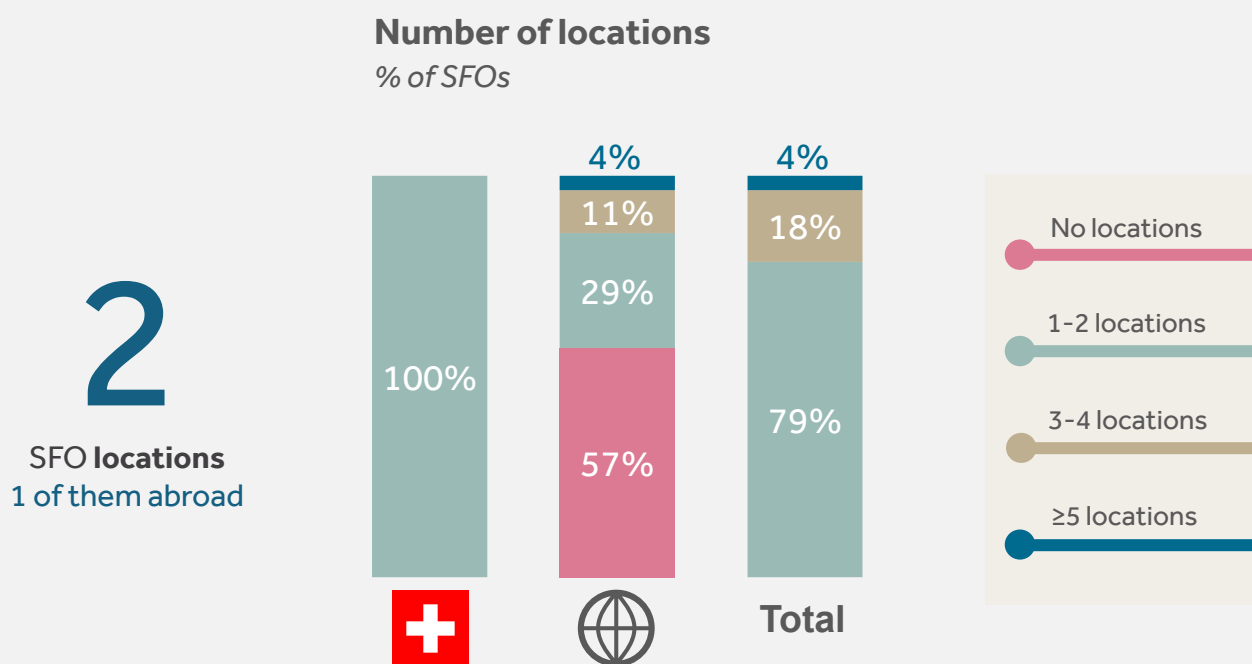 Number of locations
% of SFOs
2
SFO locations
1 of them abroad
100%
4%
11%
29%
57%
4%
18%
79%
Total
No locations
1-2 locations
3-4 locations
≥5 locations